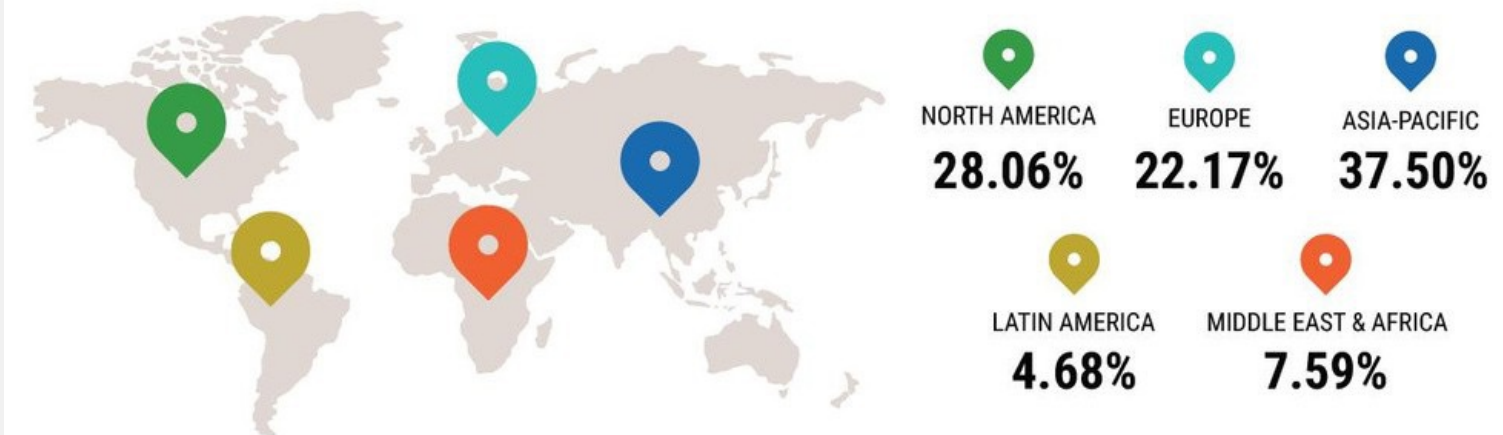 NORTH AMERICA
28.06%
EUROPE
22.17%
ASIA-PACIFIC
37.50%
LATIN AMERICA
4.68%
MIDDLE EAST & AFRICA
7.59%